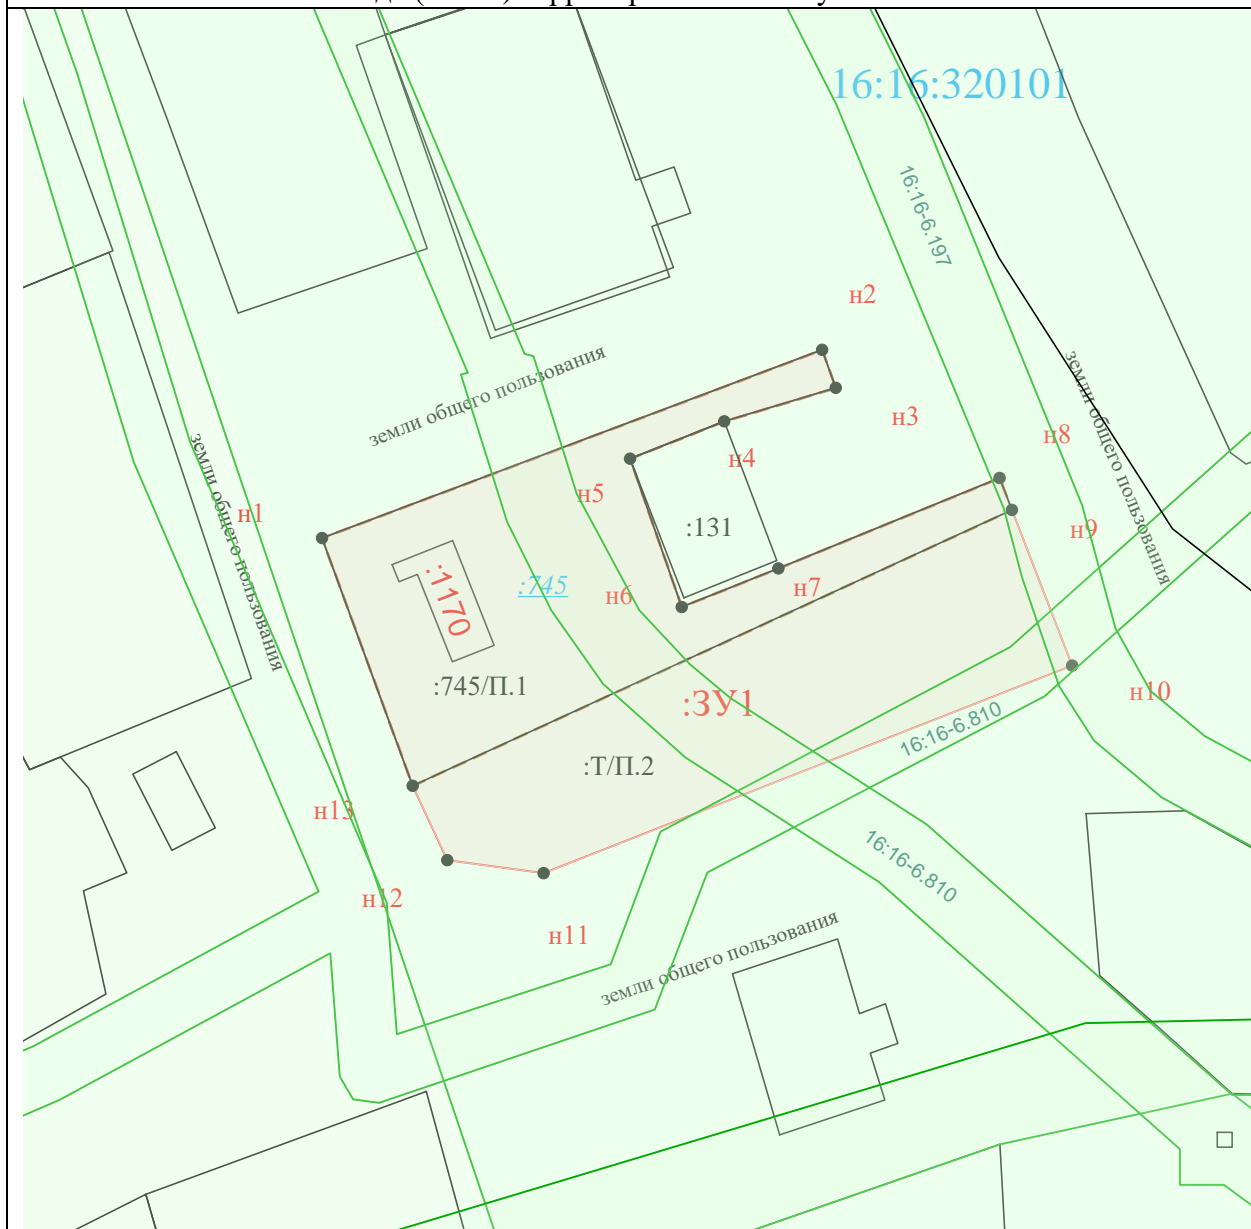 16:16:320101
16:16-6.197
н2
земли общего пользования
земли общего пользования
н3
н8
н4
н5
н1
земли общего пользования
:131
н9
:1170
:745
н6
н7
:745/П.1
н10
:ЗУ1
16:16-6.810
:Т/П.2
н13
16:16-6.810
н12
н11
земли общего пользования